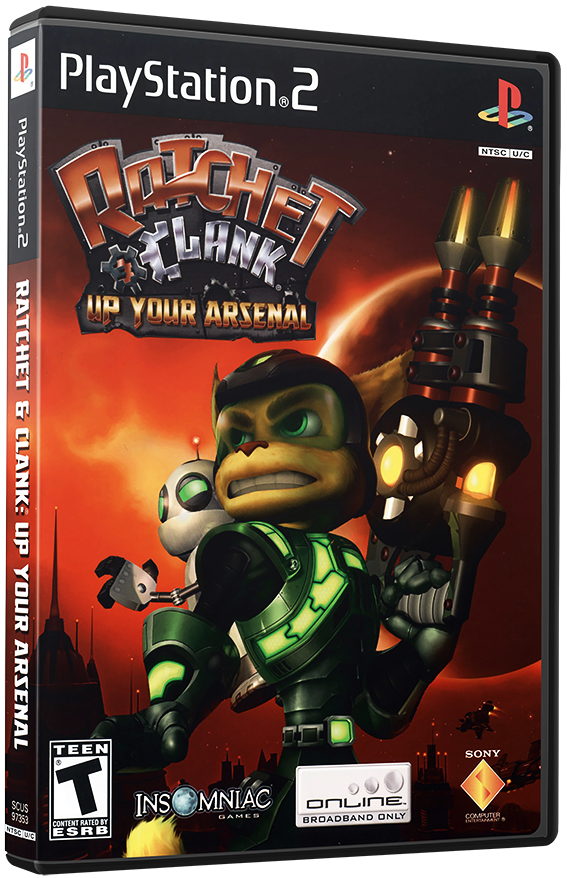 PlayStation®2
NTSC U/C
RATCHET
& CLANK
UP YOUR ARSENAL
TEEN
T
CONTENT RATED BY
ESRB
INSOMNIAC
GAMES
ONLINE
BROADBAND ONLY
SONY
COMPUTER
ENTERTAINMENT®
PlayStation®2
RATCHET & CLANK: UP YOUR ARSENAL
SCUS
97353
NTSC U/C